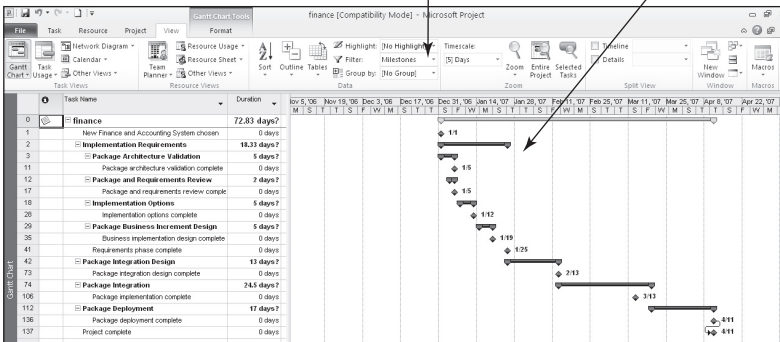 Gantt Chart Tools
finance [Compatibility Mode] - Microsoft Project
File Task Resource Project View Format
Network Diagram Resource Usage Highlight: [No Highlight] Timescale: Timeline
Calendar Resource Sheet Filter: Milestones [5] Days Details
Gantt Chart Task Usage Other Views Team Planner Other Views Sort Outline Tables Group by: [No Group] Zoom Entire Project Selected Tasks New Window Macros
Task Views Resource Views Data Zoom Split View Window Macros
Task Name Duration
lov 5, '06 Nov 19, '06 Dec 3, '06 Dec 17, '06 Dec 31, '06 Jan 14, '07 Jan 28, '07 Feb 11, '07 Feb 25, '07 Mar 11, '07 Mar 25, '07 Apr 8, '07 Apr 22, '07
M S T T S F W M S T T S F W M S T T S F W M S T T S F W M
0 finance 72.83 days?
1 New Finance and Accounting System chosen 0 days 1/1
2 Implementation Requirements 18.33 days?
3 Package Architecture Validation 5 days?
11 Package architecture validation complete 0 days 1/5
12 Package and Requirements Review 2 days?
17 Package and requirements review comple 0 days 1/5
18 Implementation Options 5 days?
28 Implementation options complete 0 days 1/12
29 Package Business Increment Design 5 days?
35 Business implementation design complete 0 days 1/19
41 Requirements phase complete 0 days 1/25
42 Package Integration Design 13 days?
73 Package integration design complete 0 days 2/13
74 Package Integration 24.5 days?
106 Package implementation complete 0 days 3/13
112 Package Deployment 17 days?
136 Package deployment complete 0 days 4/11
137 Project complete 0 days 4/11
Gantt Chart